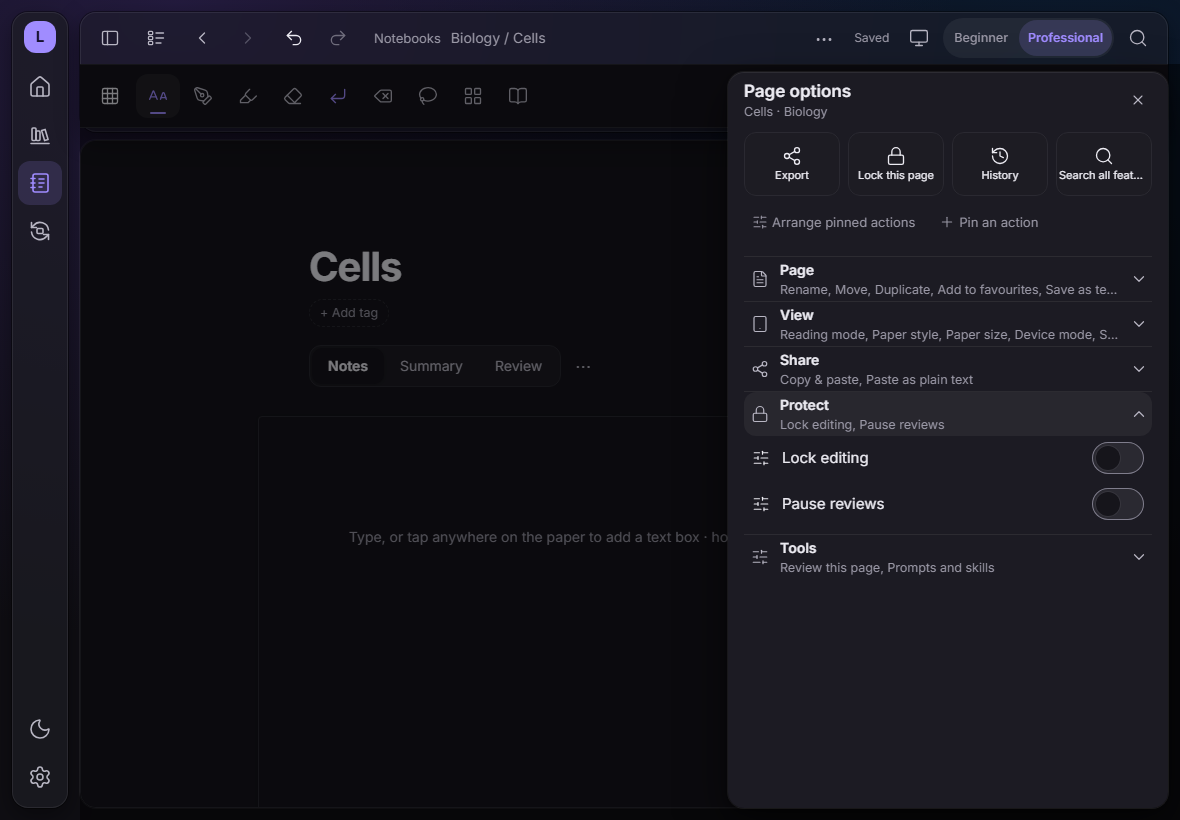 L
Notebooks Biology / Cells
Saved
Beginner Professional
AA
Cells
+ Add tag
Notes Summary Review
Type, or tap anywhere on the paper to add a text box · ho
Page options
Cells · Biology
Export Lock this page History Search all feat...
Arrange pinned actions + Pin an action
Page
Rename, Move, Duplicate, Add to favourites, Save as te...
View
Reading mode, Paper style, Paper size, Device mode, S...
Share
Copy & paste, Paste as plain text
Protect
Lock editing, Pause reviews
Lock editing
Pause reviews
Tools
Review this page, Prompts and skills